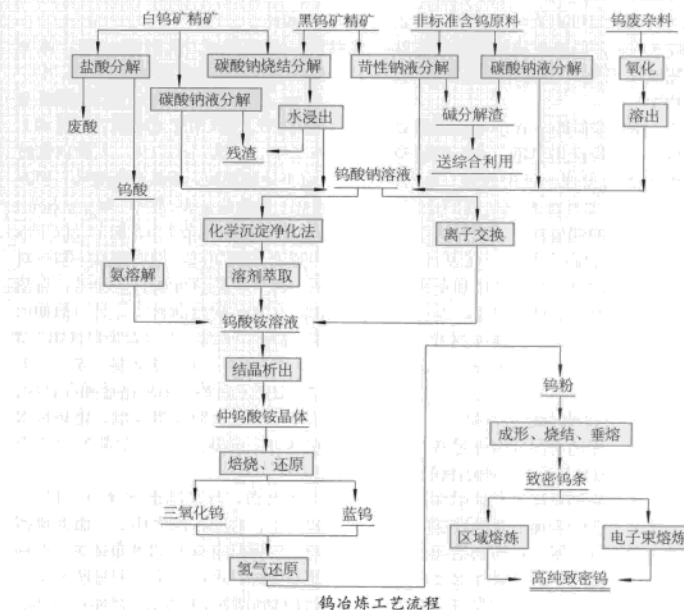 白钨矿精矿 黑钨矿精矿 非标准含钨原料 钨废杂料
盐酸分解 碳酸钠烧结分解 苛性钠液分解 碳酸钠液分解 氧化
碳酸钠液分解
废酸 水浸出 碱分解渣 溶出
残渣 送综合利用
钨酸钠溶液
钨酸
化学沉淀净化法 离子交换
氨溶解 溶剂萃取
钨酸铵溶液
结晶析出
钨粉
仲钨酸铵晶体
成形、烧结、垂熔
焙烧、还原
致密钨条
三氧化钨 蓝钨
区域熔炼 电子束熔炼
氢气还原
高纯致密钨
钨冶炼工艺流程